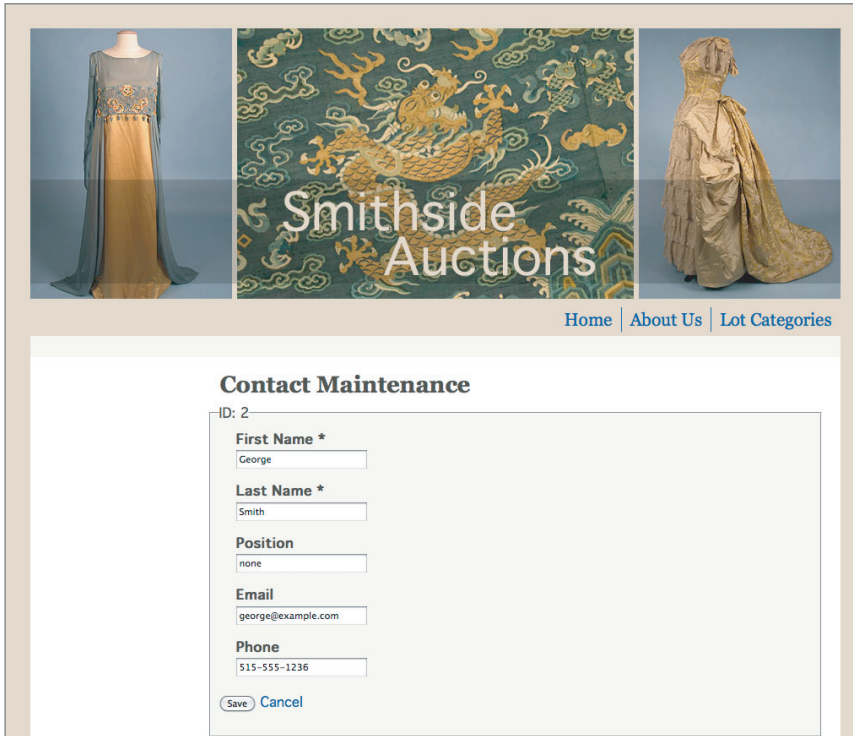 Smithside
Auctions
Home About Us Lot Categories
Contact Maintenance
ID: 2
First Name *
George
Last Name *
Smith
Position
none
Email
george@example.com
Phone
515-555-1236
Save Cancel